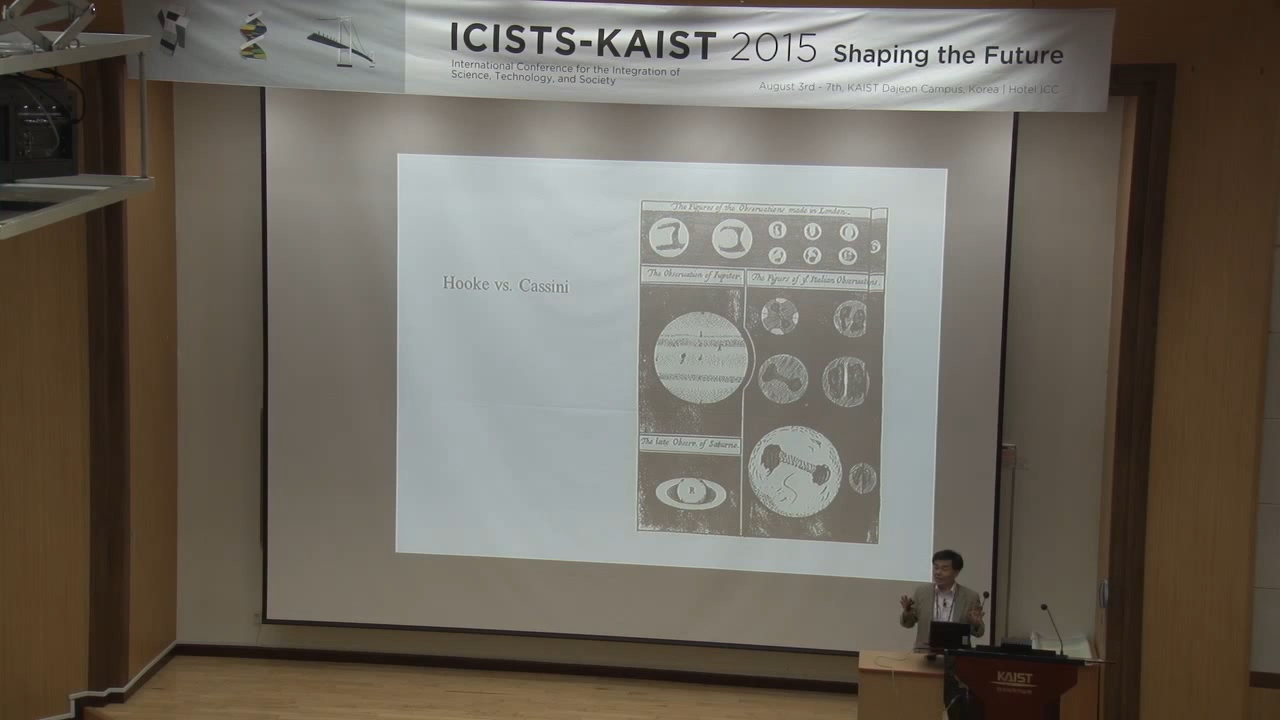 ICISTS-KAIST 2015 Shaping the Future
International Conference for the Integration of
Science, Technology, and Society
August 3rd - 7th, KAIST Dajeon Campus, Korea | Hotel ICC
The Figures of the Observations made in London.
The Observation of Jupiter.
The Figurs of yͤ Italian Observations.
Hooke vs. Cassini
The late Observ. of Saturne.
R
KAIST